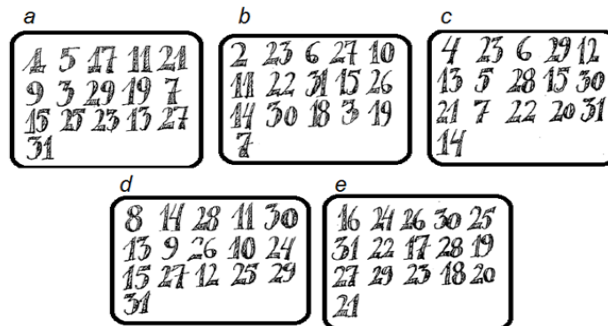 a
1 5 17 11 21
9 3 29 19 7
15 25 23 13 27
31
b
2 23 6 27 10
11 22 31 15 26
14 30 18 3 19
7
c
4 23 6 29 12
13 5 28 15 30
21 7 22 20 31
14
d
8 14 28 11 30
13 9 26 10 24
15 27 12 25 29
31
e
16 24 26 30 25
31 22 17 28 19
27 29 23 18 20
21